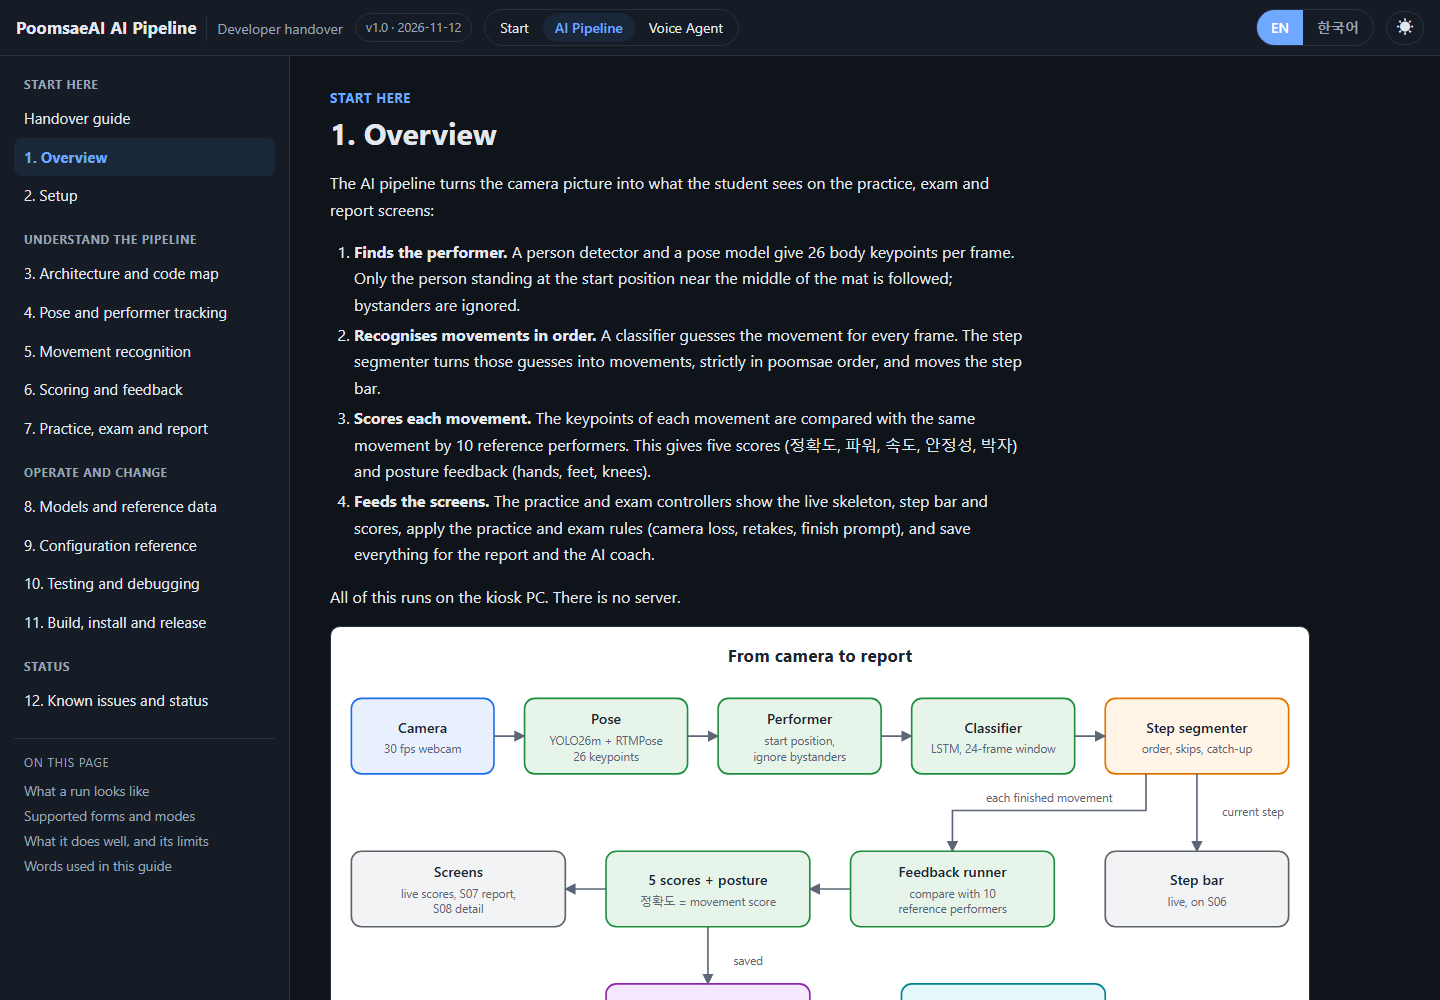 PoomsaeAI AI Pipeline
Developer handover
v1.0 · 2026-11-12
Start
AI Pipeline
Voice Agent
EN
한국어
START HERE
Handover guide
1. Overview
2. Setup
UNDERSTAND THE PIPELINE
3. Architecture and code map
4. Pose and performer tracking
5. Movement recognition
6. Scoring and feedback
7. Practice, exam and report
OPERATE AND CHANGE
8. Models and reference data
9. Configuration reference
10. Testing and debugging
11. Build, install and release
STATUS
12. Known issues and status
ON THIS PAGE
What a run looks like
Supported forms and modes
What it does well, and its limits
Words used in this guide
START HERE
1. Overview
The AI pipeline turns the camera picture into what the student sees on the practice, exam and
report screens:
1. Finds the performer. A person detector and a pose model give 26 body keypoints per frame.
Only the person standing at the start position near the middle of the mat is followed;
bystanders are ignored.
2. Recognises movements in order. A classifier guesses the movement for every frame. The step
segmenter turns those guesses into movements, strictly in poomsae order, and moves the step
bar.
3. Scores each movement. The keypoints of each movement are compared with the same
movement by 10 reference performers. This gives five scores (정확도, 파워, 속도, 안정성, 박자)
and posture feedback (hands, feet, knees).
4. Feeds the screens. The practice and exam controllers show the live skeleton, step bar and
scores, apply the practice and exam rules (camera loss, retakes, finish prompt), and save
everything for the report and the AI coach.
All of this runs on the kiosk PC. There is no server.
From camera to report
Camera
30 fps webcam
Pose
YOLO26m + RTMPose
26 keypoints
Performer
start position,
ignore bystanders
Classifier
LSTM, 24-frame window
Step segmenter
order, skips, catch-up
each finished movement
current step
Screens
live scores, S07 report,
S08 detail
5 scores + posture
정확도 = movement score
Feedback runner
compare with 10
reference performers
Step bar
live, on S06
saved